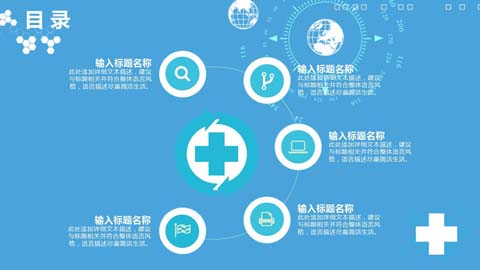 目录
输入标题名称
此处添加详细文本描述，建议
与标题相关并符合整体语言风
格，语言描述尽量简洁生活。
输入标题名称
此处添加详细文本描述，建议
与标题相关并符合整体语言风
格，语言描述尽量简洁生活。
输入标题名称
此处添加详细文本描述，建议
与标题相关并符合整体语言风
格，语言描述尽量简洁生活。
输入标题名称
此处添加详细文本描述，建议
与标题相关并符合整体语言风
格，语言描述尽量简洁生活。
输入标题名称
此处添加详细文本描述，建议
与标题相关并符合整体语言风
格，语言描述尽量简洁生活。
200
116